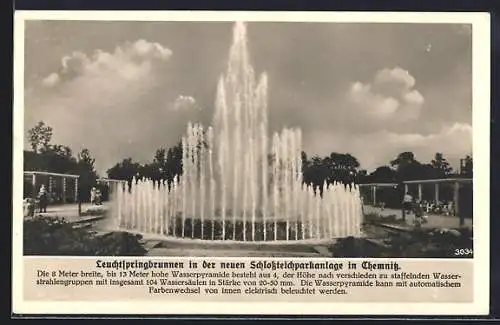 3034
Leuchtspringbrunnen in der neuen Schloßteichparkanlage in Chemnitz.
Die 8 Meter breite, bis 13 Meter hohe Wasserpyramide besteht aus 4, der Höhe nach verschieden zu staffelnden Wasser-
strahlengruppen mit insgesamt 104 Wassersäulen in Stärke von 20-50 mm. Die Wasserpyramide kann mit automatischem
Farbenwechsel von innen elektrisch beleuchtet werden.